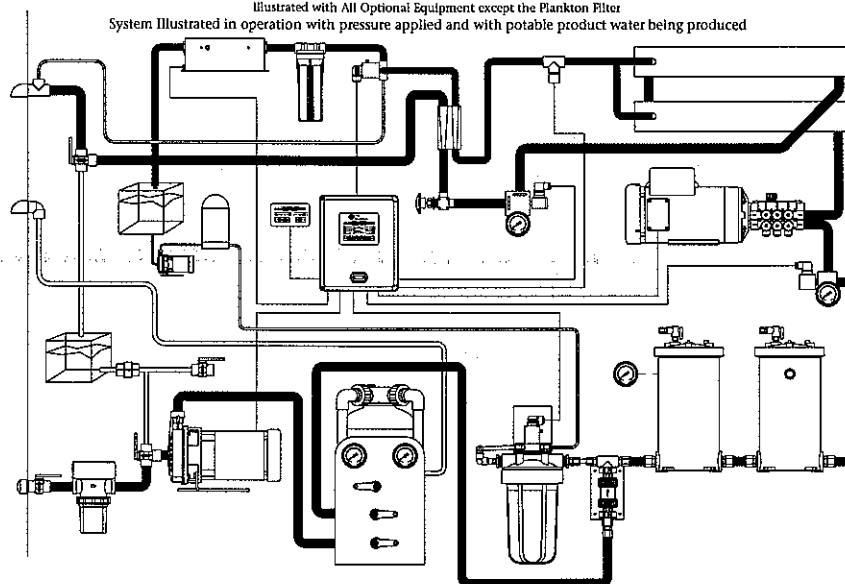 Illustrated with All Optional Equipment except the Plankton Filter
System Illustrated in operation with pressure applied and with potable product water being produced